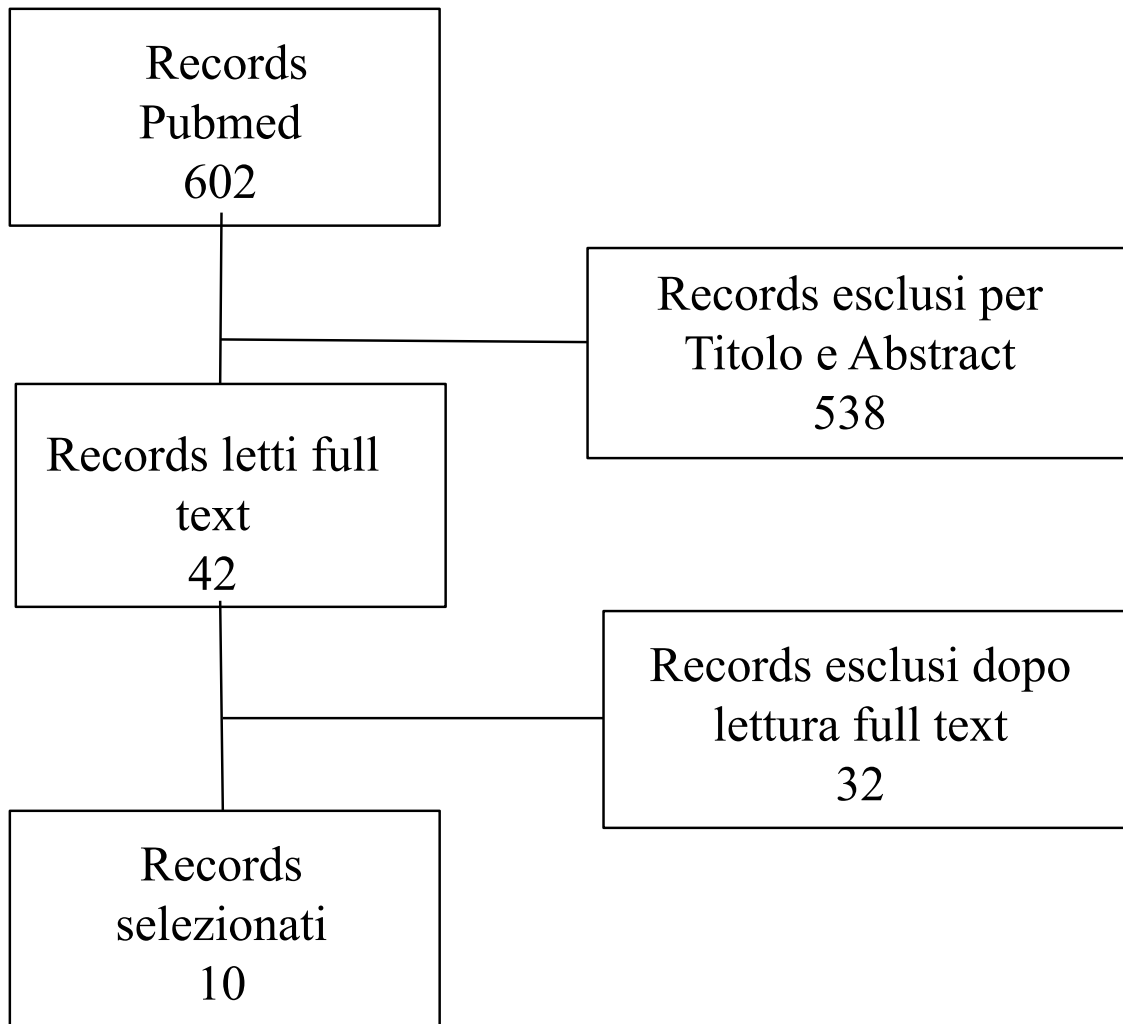 Records
Pubmed
602
Records esclusi per
Titolo e Abstract
538
Records letti full
text
42
Records esclusi dopo
lettura full text
32
Records
selezionati
10